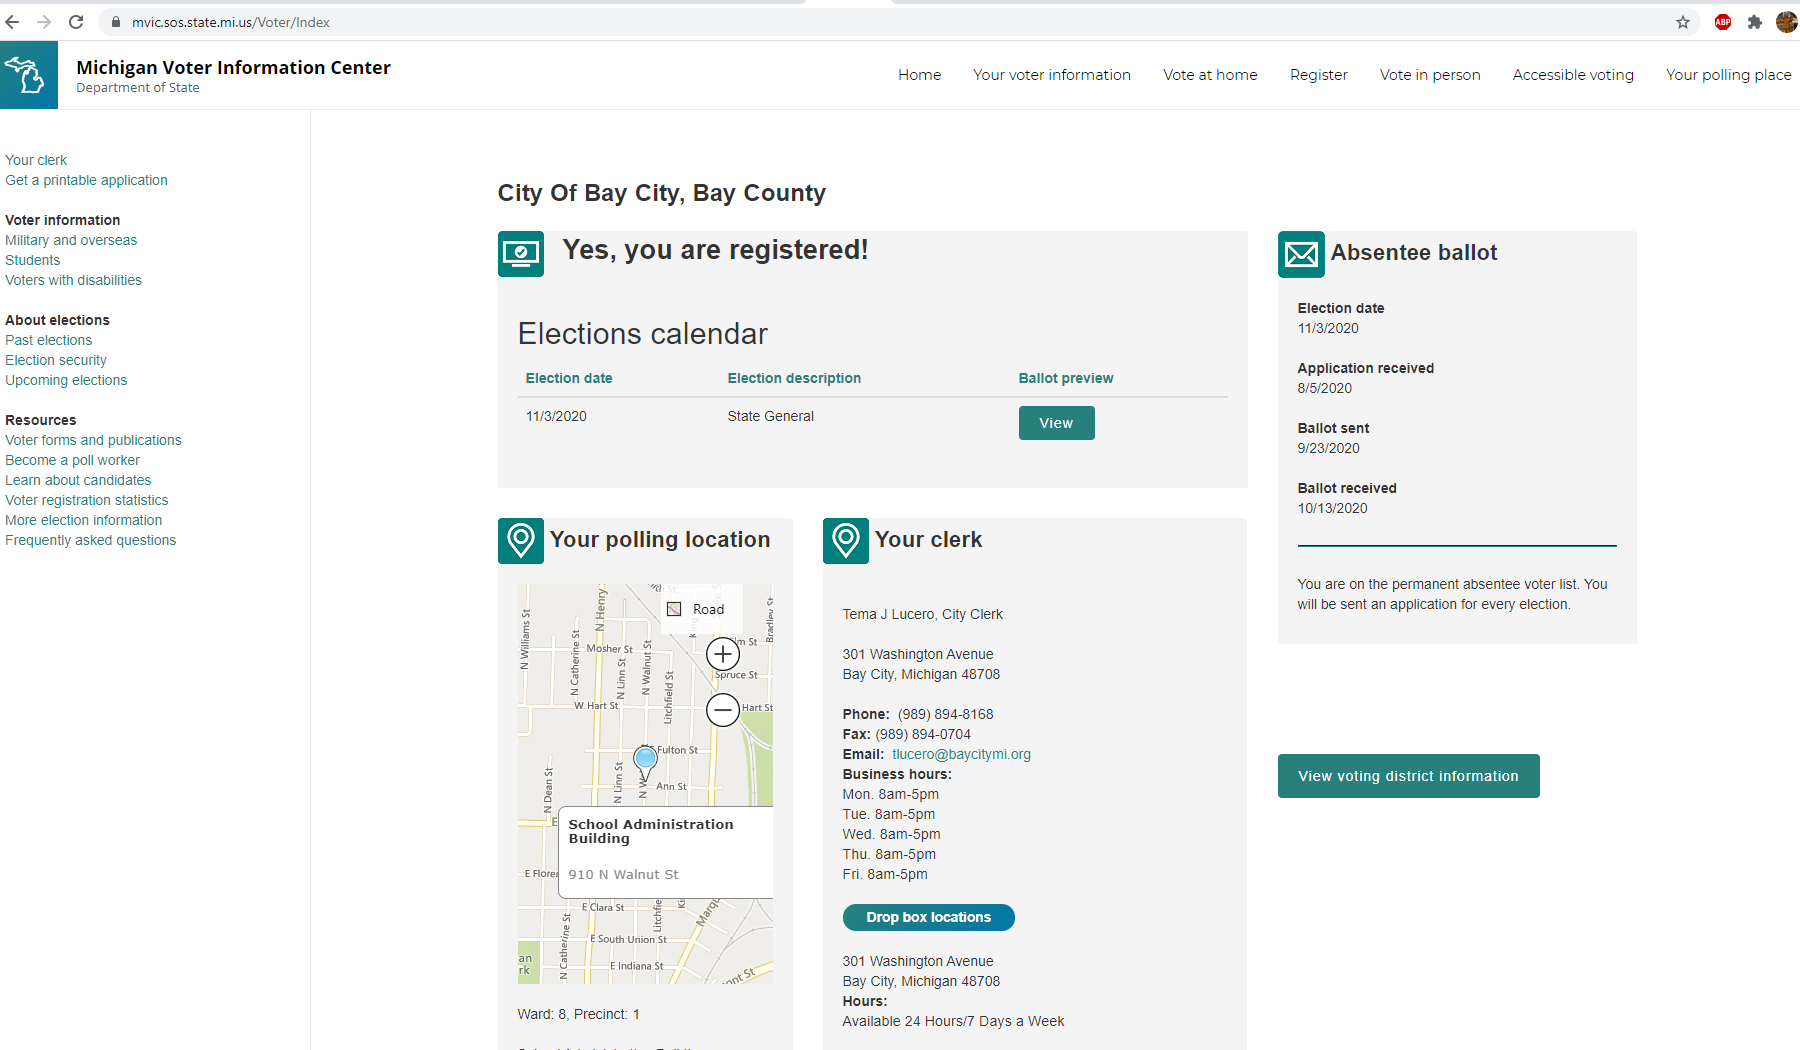 mvic.sos.state.mi.us/Voter/Index
ABP
Michigan Voter Information Center
Department of State
Home Your voter information Vote at home Register Vote in person Accessible voting Your polling place
Your clerk
Get a printable application
Voter information
Military and overseas
Students
Voters with disabilities
About elections
Past elections
Election security
Upcoming elections
Resources
Voter forms and publications
Become a poll worker
Learn about candidates
Voter registration statistics
More election information
Frequently asked questions
City Of Bay City, Bay County
Yes, you are registered!
Elections calendar
Election date Election description Ballot preview
11/3/2020 State General View
Absentee ballot
Election date
11/3/2020
Application received
8/5/2020
Ballot sent
9/23/2020
Ballot received
10/13/2020
You are on the permanent absentee voter list. You
will be sent an application for every election.
View voting district information
Your polling location
Road
N Williams St
N Henry
N Catherine St
Mosher St
N Linn St
N Walnut St
Litchfield St
Bradley St
Elm St
Spruce St
W Hart St
Hart St
E Fulton St
N Dean St
N Linn St
Ann St
School Administration
Building
910 N Walnut St
E Clara St
N Catherine St
E South Union St
E Indiana St
Ward: 8, Precinct: 1
Your clerk
Tema J Lucero, City Clerk
301 Washington Avenue
Bay City, Michigan 48708
Phone: (989) 894-8168
Fax: (989) 894-0704
Email: tlucero@baycitymi.org
Business hours:
Mon. 8am-5pm
Tue. 8am-5pm
Wed. 8am-5pm
Thu. 8am-5pm
Fri. 8am-5pm
Drop box locations
301 Washington Avenue
Bay City, Michigan 48708
Hours:
Available 24 Hours/7 Days a Week